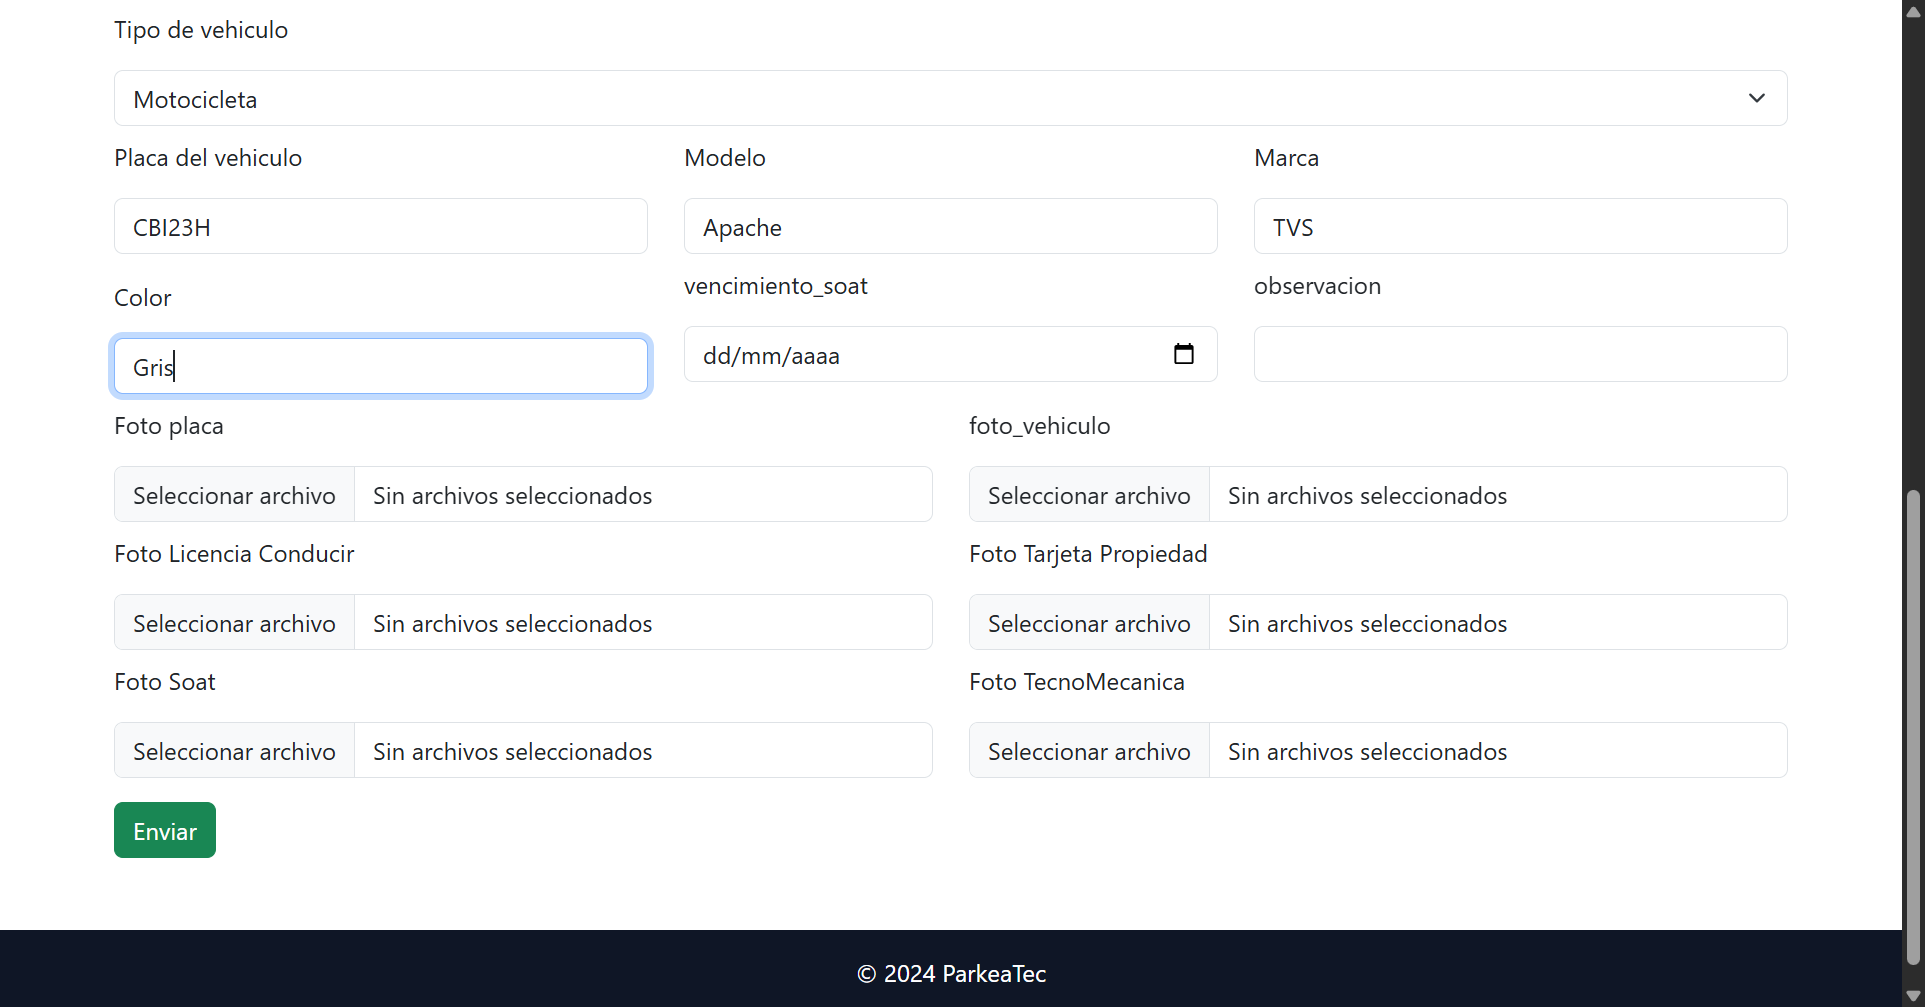 Tipo de vehiculo
Motocicleta
Placa del vehiculo
Modelo
Marca
CBI23H
Apache
TVS
Color
vencimiento_soat
observacion
Gris
dd/mm/aaaa
Foto placa
foto_vehiculo
Seleccionar archivo Sin archivos seleccionados
Seleccionar archivo Sin archivos seleccionados
Foto Licencia Conducir
Foto Tarjeta Propiedad
Seleccionar archivo Sin archivos seleccionados
Seleccionar archivo Sin archivos seleccionados
Foto Soat
Foto TecnoMecanica
Seleccionar archivo Sin archivos seleccionados
Seleccionar archivo Sin archivos seleccionados
Enviar
© 2024 ParkeaTec